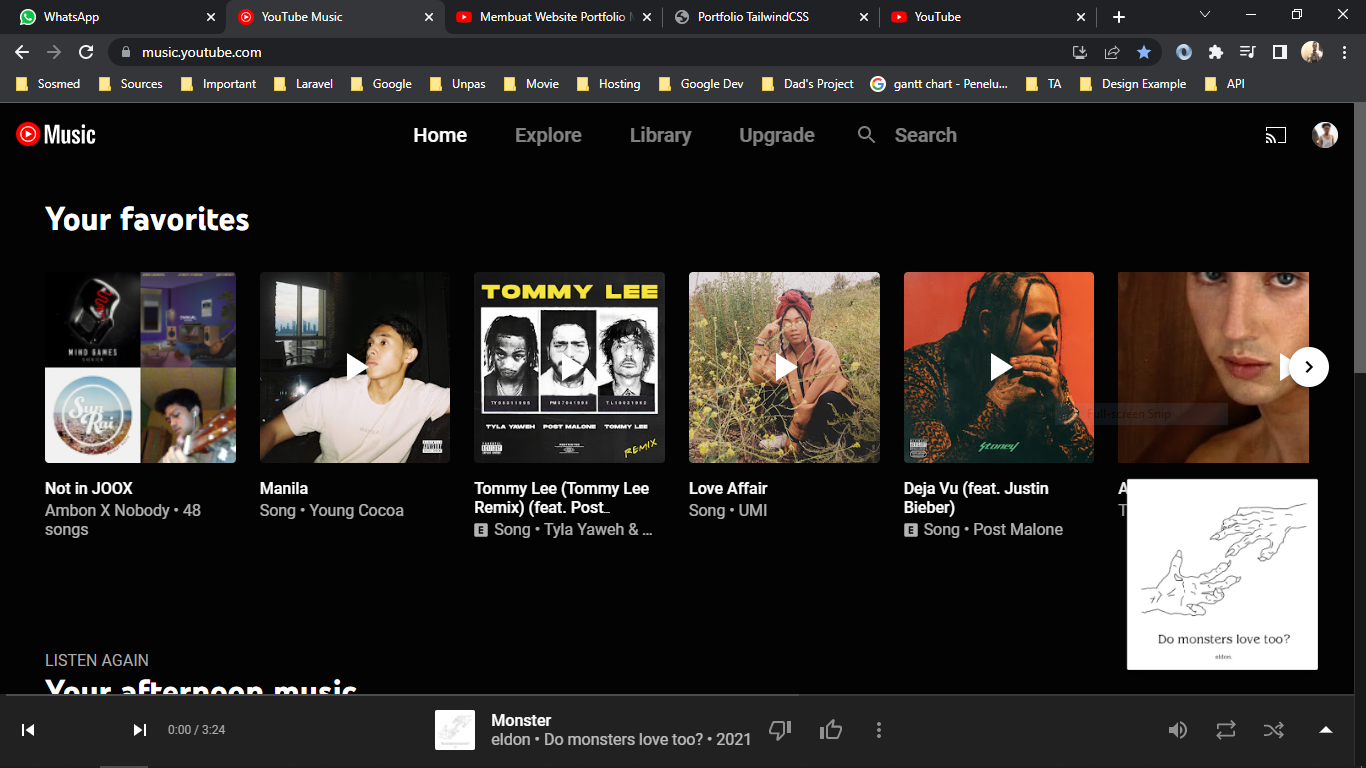 WhatsApp
YouTube Music
Membuat Website Portfolio
Portfolio TailwindCSS
YouTube
music.youtube.com
Sosmed
Sources
Important
Laravel
Google
Unpas
Movie
Hosting
Google Dev
Dad's Project
gantt chart - Penelu...
TA
Design Example
API
Music
Home
Explore
Library
Upgrade
Search
Your favorites
MIND GAMES
Sun Rai
TOMMY LEE
TYLA YAWEH
POST MALONE
TOMMY LEE
REMIX
Stoney
Full-screen Snip
Not in JOOX
Ambon X Nobody • 48
songs
Manila
Song • Young Cocoa
Tommy Lee (Tommy Lee
Remix) (feat. Post...
E Song • Tyla Yaweh & ...
Love Affair
Song • UMI
Deja Vu (feat. Justin
Bieber)
E Song • Post Malone
Do monsters love too?
eldon.
LISTEN AGAIN
Your afternoon music
0:00 / 3:24
Monster
eldon • Do monsters love too? • 2021